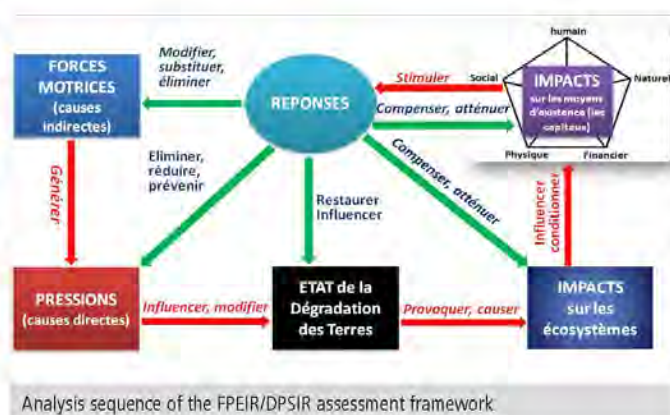 humain
Social
Naturel
IMPACTS
sur les moyens
d'existence (les
capitaux)
Physique
Financier
FORCES
MOTRICES
(causes
indirectes)
Modifier,
substituer,
éliminer
REPONSES
Stimuler
Compenser, atténuer
Générer
Eliminer,
réduire,
prévenir
Restaurer
Influencer
Compenser, atténuer
Influencer
conditionner
PRESSIONS
(causes directes)
Influencer, modifier
ETAT de la
Dégradation
des Terres
Provoquer, causer
IMPACTS
sur les
écosystèmes
Analysis sequence of the FPEIR/DPSIR assessment framework